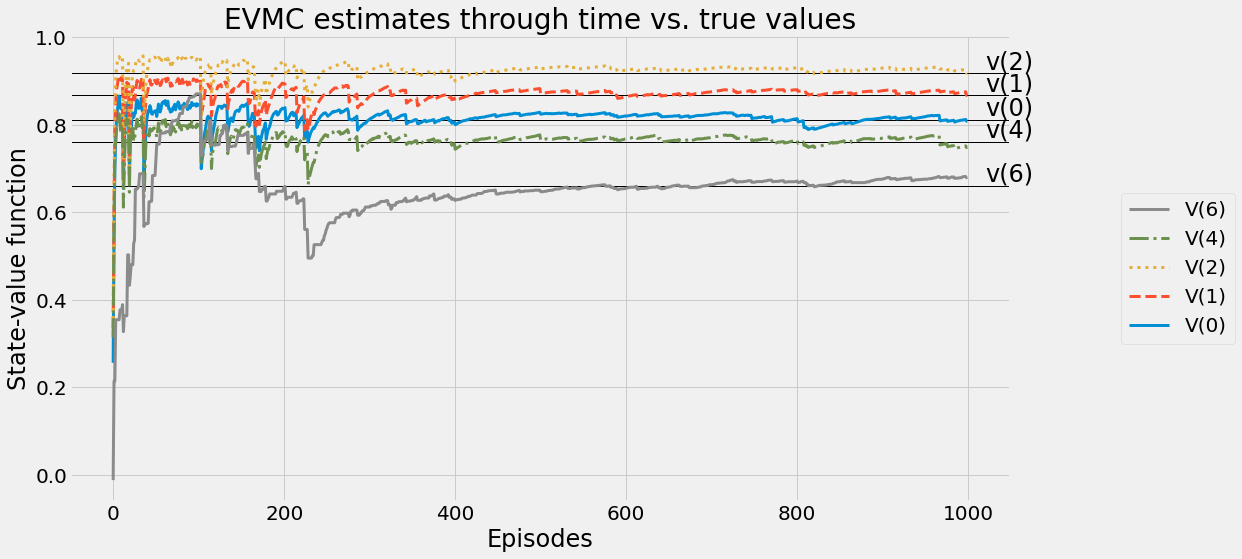 EVMC estimates through time vs. true values
State-value function
1.0
0.8
0.6
0.4
0.2
0.0
v(2)
v(1)
v(0)
v(4)
v(6)
V(6)
V(4)
V(2)
V(1)
V(0)
0 200 400 600 800 1000
Episodes